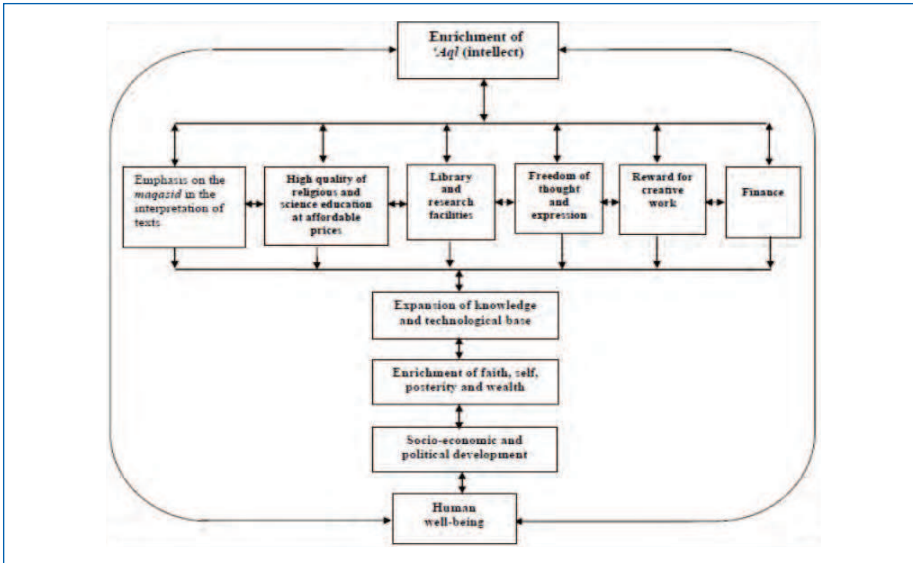 Enrichment of
'Aql (intellect)
Emphasis on the
maqasid in the
interpretation of
texts
High quality of
religious and
science education
at affordable
prices
Library
and
research
facilities
Freedom of
thought
and
expression
Reward for
creative
work
Finance
Expansion of knowledge
and technological base
Enrichment of faith, self,
posterity and wealth
Socio-economic and
political development
Human
well-being